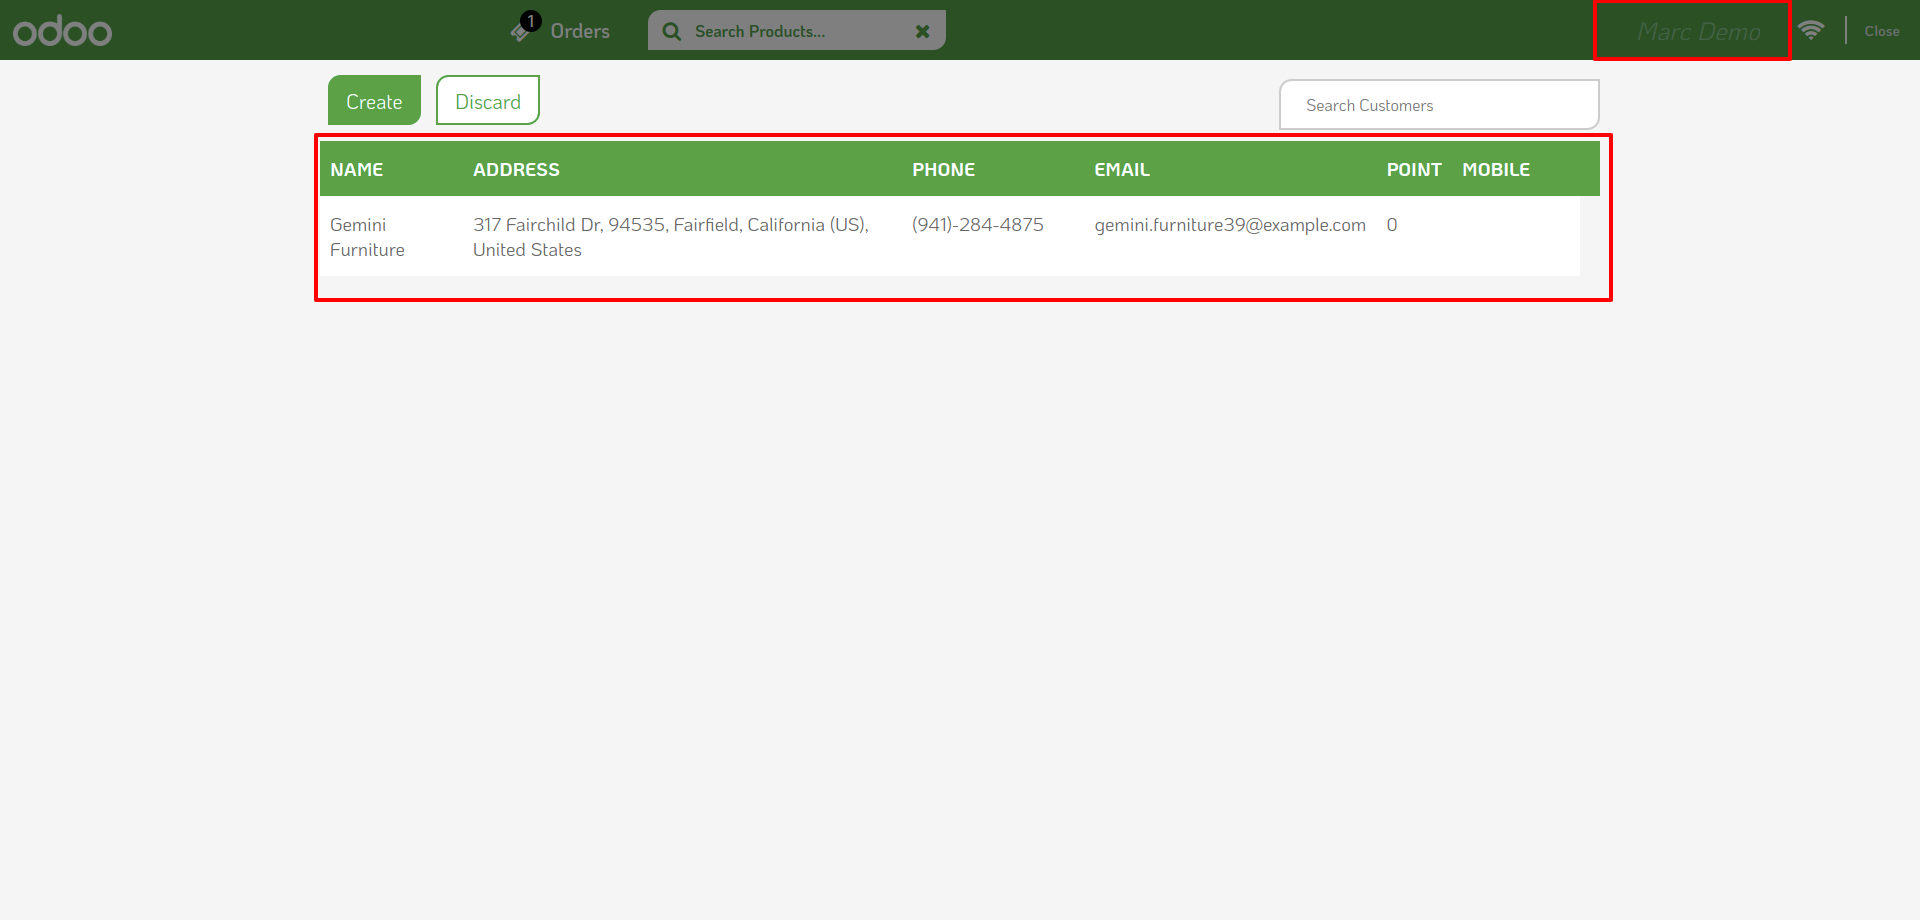 odoo
1
Orders
Search Products...
Marc Demo
Close
Create
Discard
Search Customers
NAME ADDRESS PHONE EMAIL POINT MOBILE
Gemini Furniture
317 Fairchild Dr, 94535, Fairfield, California (US),
United States
(941)-284-4875
gemini.furniture39@example.com
0